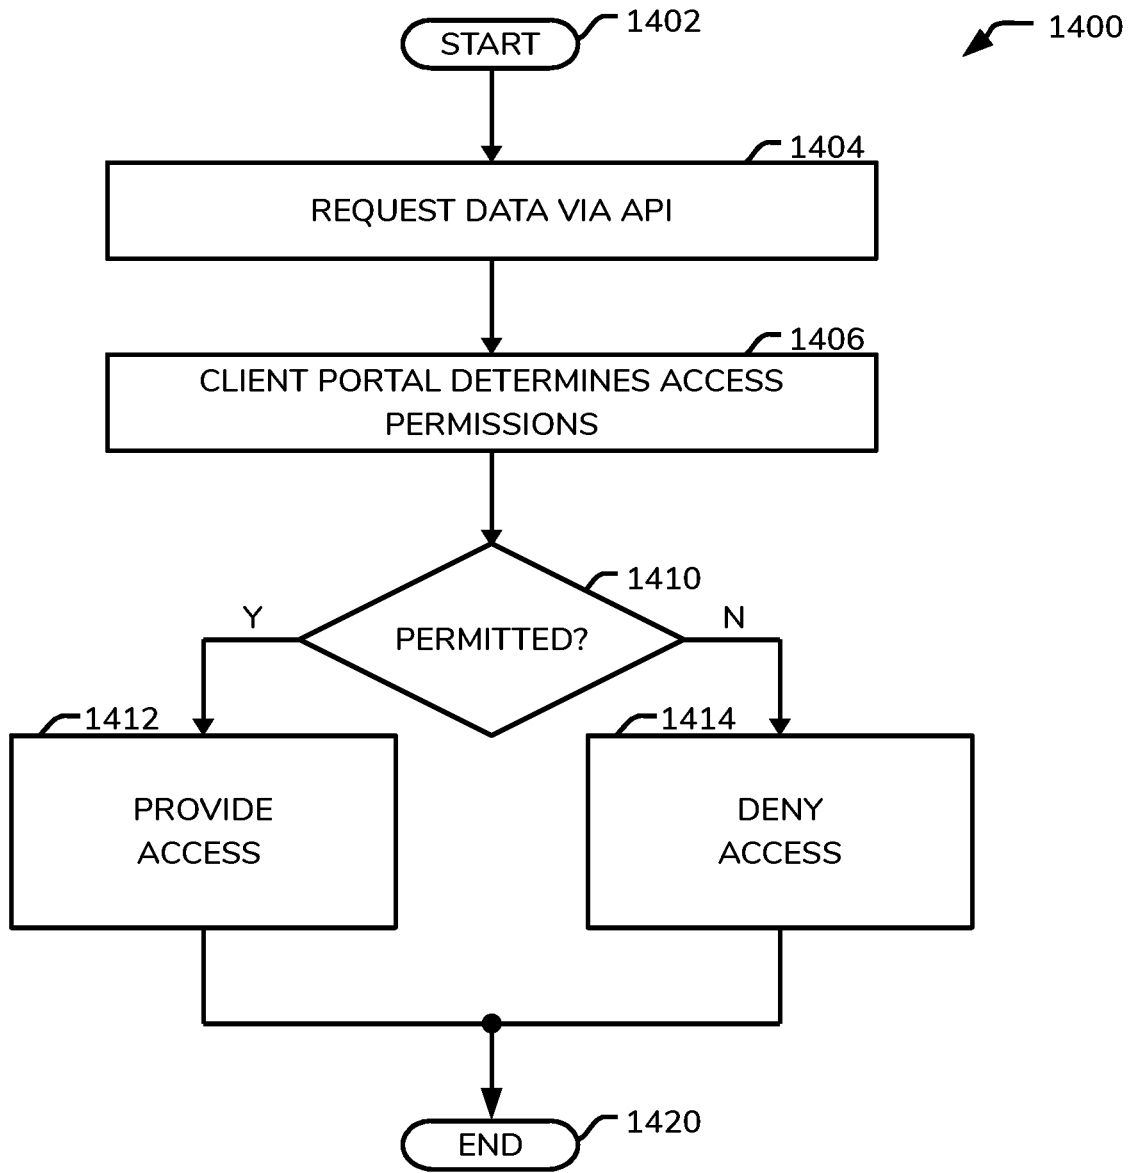 START
1402
1400
1404
REQUEST DATA VIA API
1406
CLIENT PORTAL DETERMINES ACCESS
PERMISSIONS
1410
Y
PERMITTED?
N
1412
1414
PROVIDE
ACCESS
DENY
ACCESS
END
1420